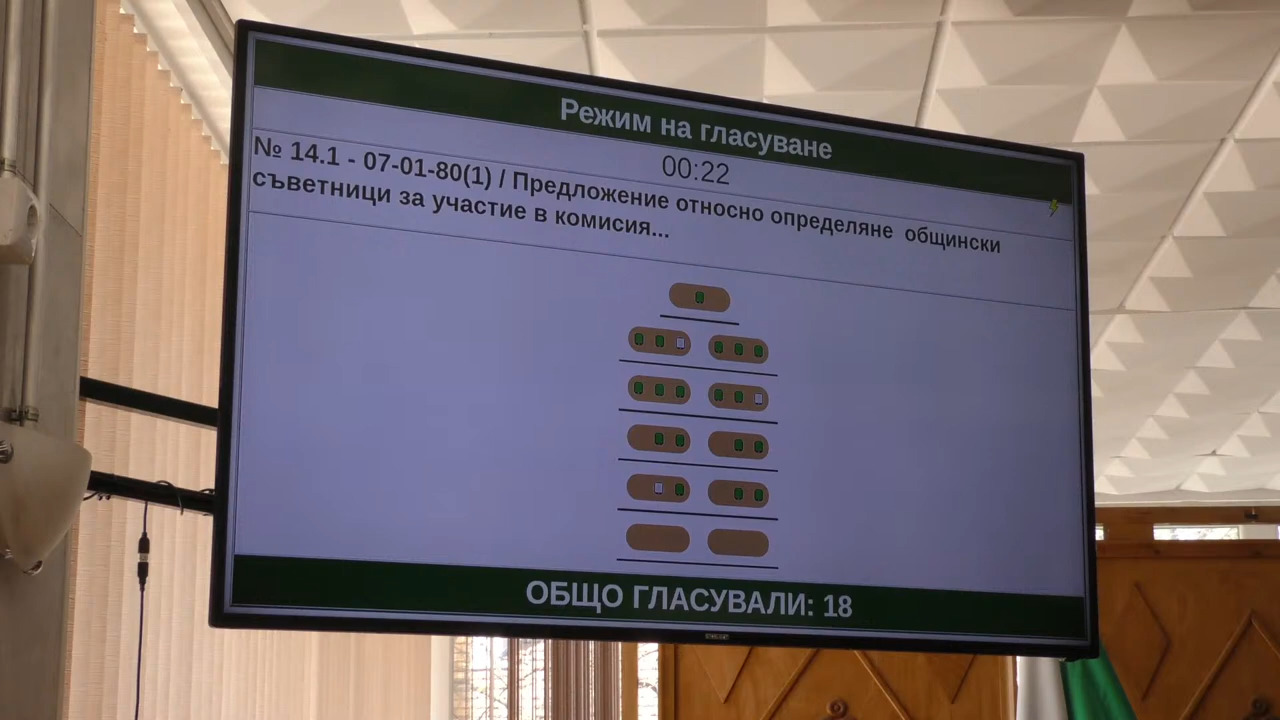 Режим на гласуване
00:22
№ 14.1 - 07-01-80(1) / Предложение относно определяне общински
съветници за участие в комисия...
ОБЩО ГЛАСУВАЛИ: 18